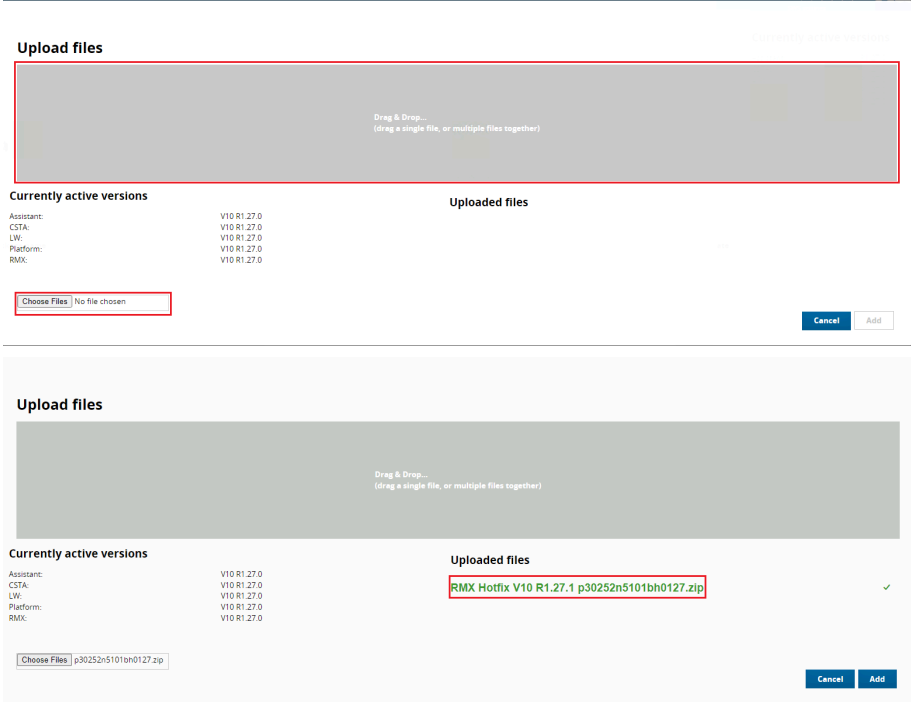 Currently active versions
Upload files
Drag & Drop...
(drag a single file, or multiple files together)
Currently active versions
Uploaded files
Assistant: V10 R1.27.0
CSTA: V10 R1.27.0
LW: V10 R1.27.0
Platform: V10 R1.27.0
RMX: V10 R1.27.0
Choose Files No file chosen
Cancel Add
Upload files
Drag & Drop...
(drag a single file, or multiple files together)
Currently active versions
Uploaded files
Assistant: V10 R1.27.0
RMX Hotfix V10 R1.27.1 p30252n5101bh0127.zip
CSTA: V10 R1.27.0
LW: V10 R1.27.0
Platform: V10 R1.27.0
RMX: V10 R1.27.0
Choose Files p30252n5101bh0127.zip
Cancel Add